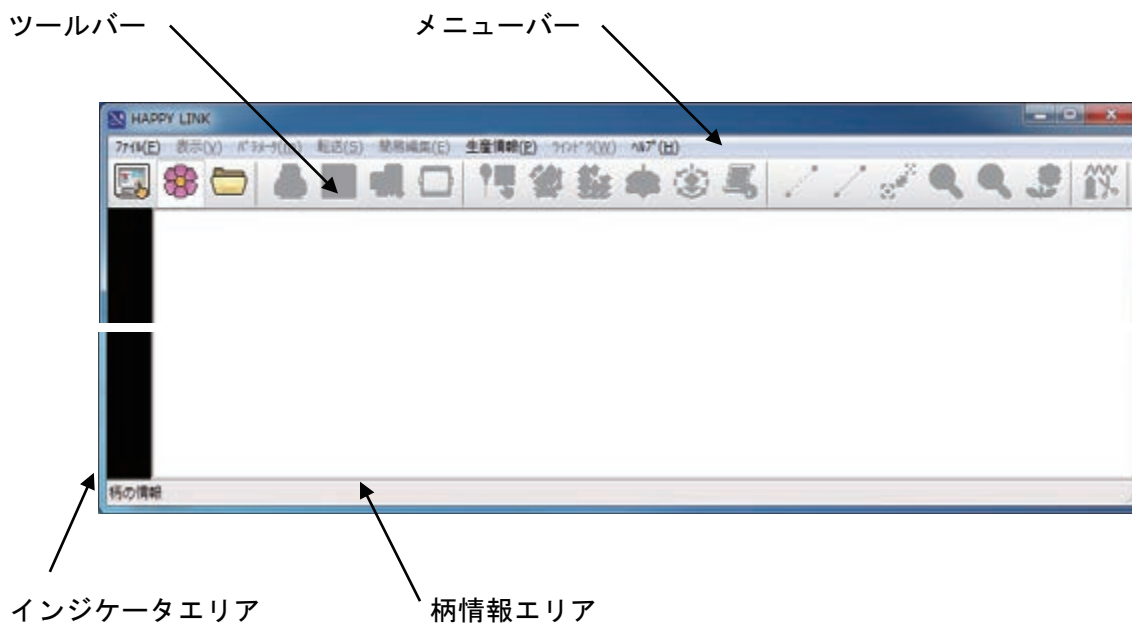 ツールバー
メニューバー
HAPPY LINK
ファイル(F) 表示(V) パラメータ(P) 転送(S) 簡易編集(E) 生産情報(P) ウインドウ(W) ヘルプ(H)
柄の情報
インジケータエリア
柄情報エリア